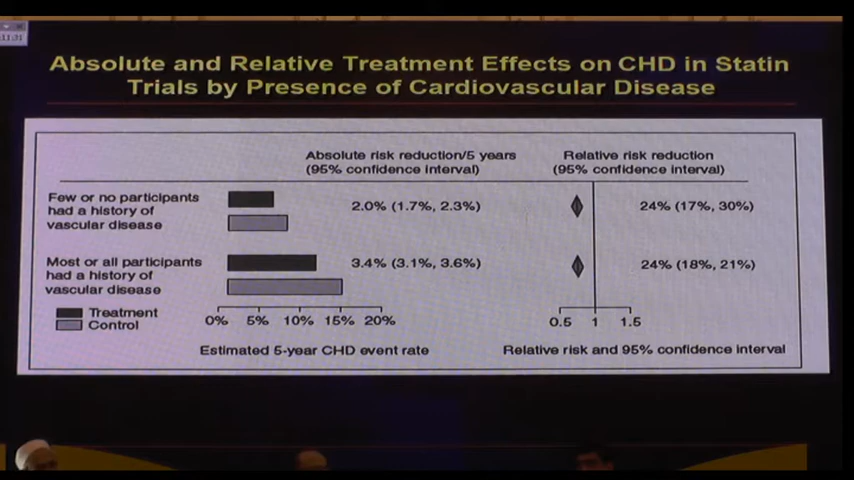 11:31
Absolute and Relative Treatment Effects on CHD in Statin
Trials by Presence of Cardiovascular Disease
Absolute risk reduction/5 years
(95% confidence interval)
Relative risk reduction
(95% confidence interval)
Few or no participants
had a history of
vascular disease
2.0% (1.7%, 2.3%)
24% (17%, 30%)
Most or all participants
had a history of
vascular disease
3.4% (3.1%, 3.6%)
24% (18%, 21%)
Treatment
Control
0% 5% 10% 15% 20%
0.5 1 1.5
Estimated 5-year CHD event rate
Relative risk and 95% confidence interval